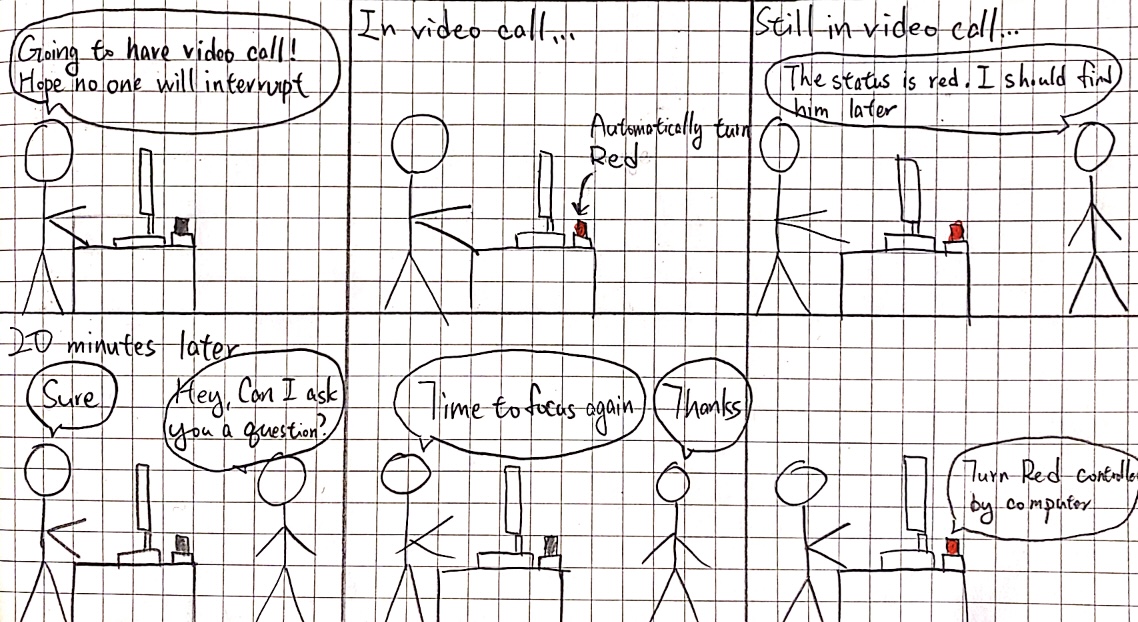 Going to have video call!
Hope no one will interrupt
In video call...
Automatically turn
Red
Still in video call...
The status is red. I should find
him later
20 minutes later
Sure
Hey, Can I ask
you a question?
Time to focus again
Thanks
Turn Red controlle
by computer